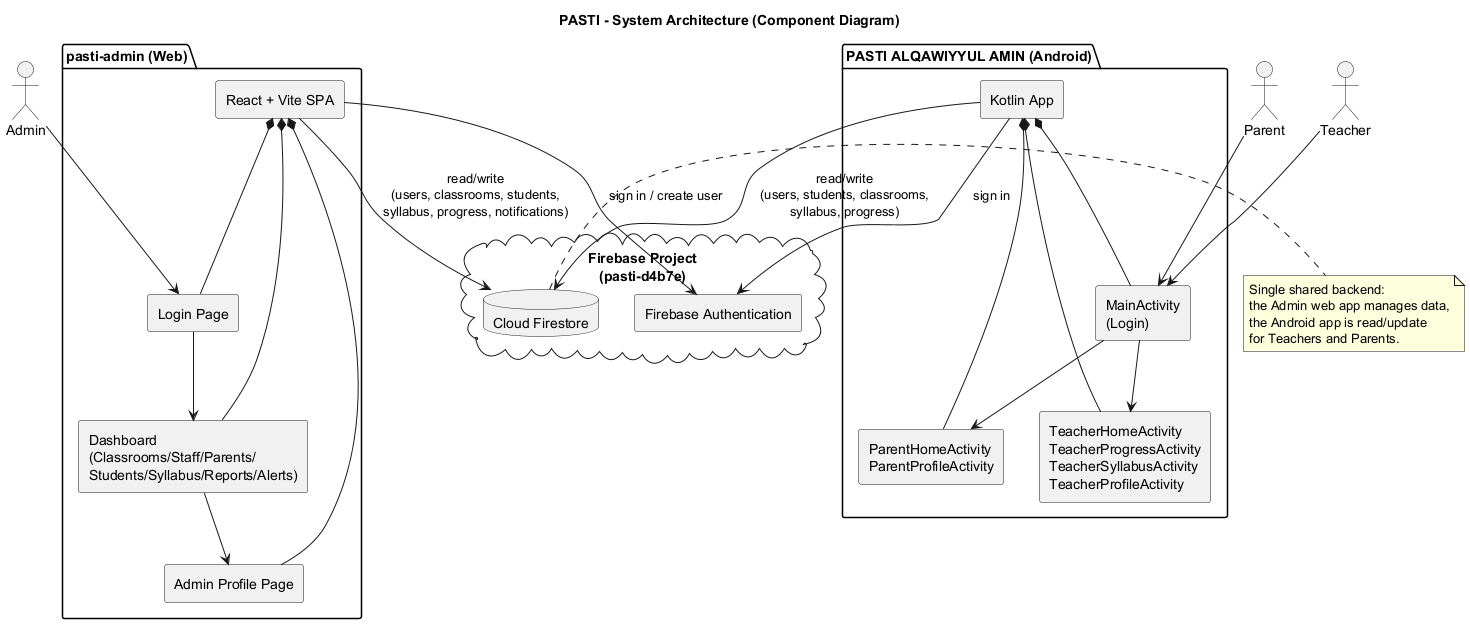 PASTI - System Architecture (Component Diagram)
pasti-admin (Web)
PASTI ALQAWIYYUL AMIN (Android)
React + Vite SPA
Kotlin App
Admin
Parent
Teacher
read/write
(users, classrooms, students,
syllabus, progress, notifications)
sign in / create user
read/write
(users, students, classrooms,
syllabus, progress)
sign in
Firebase Project
(pasti-d4b7e)
Login Page
Cloud Firestore
Firebase Authentication
MainActivity
(Login)
Single shared backend:
the Admin web app manages data,
the Android app is read/update
for Teachers and Parents.
Dashboard
(Classrooms/Staff/Parents/
Students/Syllabus/Reports/Alerts)
ParentHomeActivity
ParentProfileActivity
TeacherHomeActivity
TeacherProgressActivity
TeacherSyllabusActivity
TeacherProfileActivity
Admin Profile Page